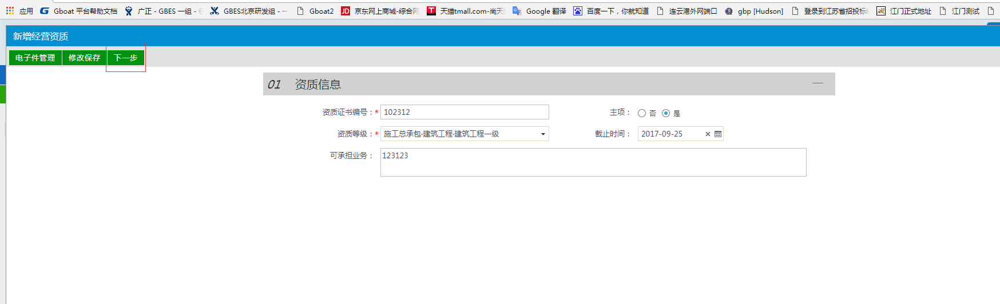 应用 Gboat 平台帮助文档 广正 - GBES 一组 - GBES北京研发组 - 一 Gboat2 京东网上商城-综合网 天猫tmall.com-尚天 Google 翻译 百度一下，你就知道 连云港外网端口 gbp [Hudson] 登录到江苏省招投标 江门正式地址 江门测试
新增经营资质
电子件管理 修改保存 下一步
01 资质信息 —
资质证书编号：* 102312 主项： 否 是
资质等级：* 施工总承包·建筑工程·建筑工程一级 截止时间： 2017-09-25
可承担业务： 123123